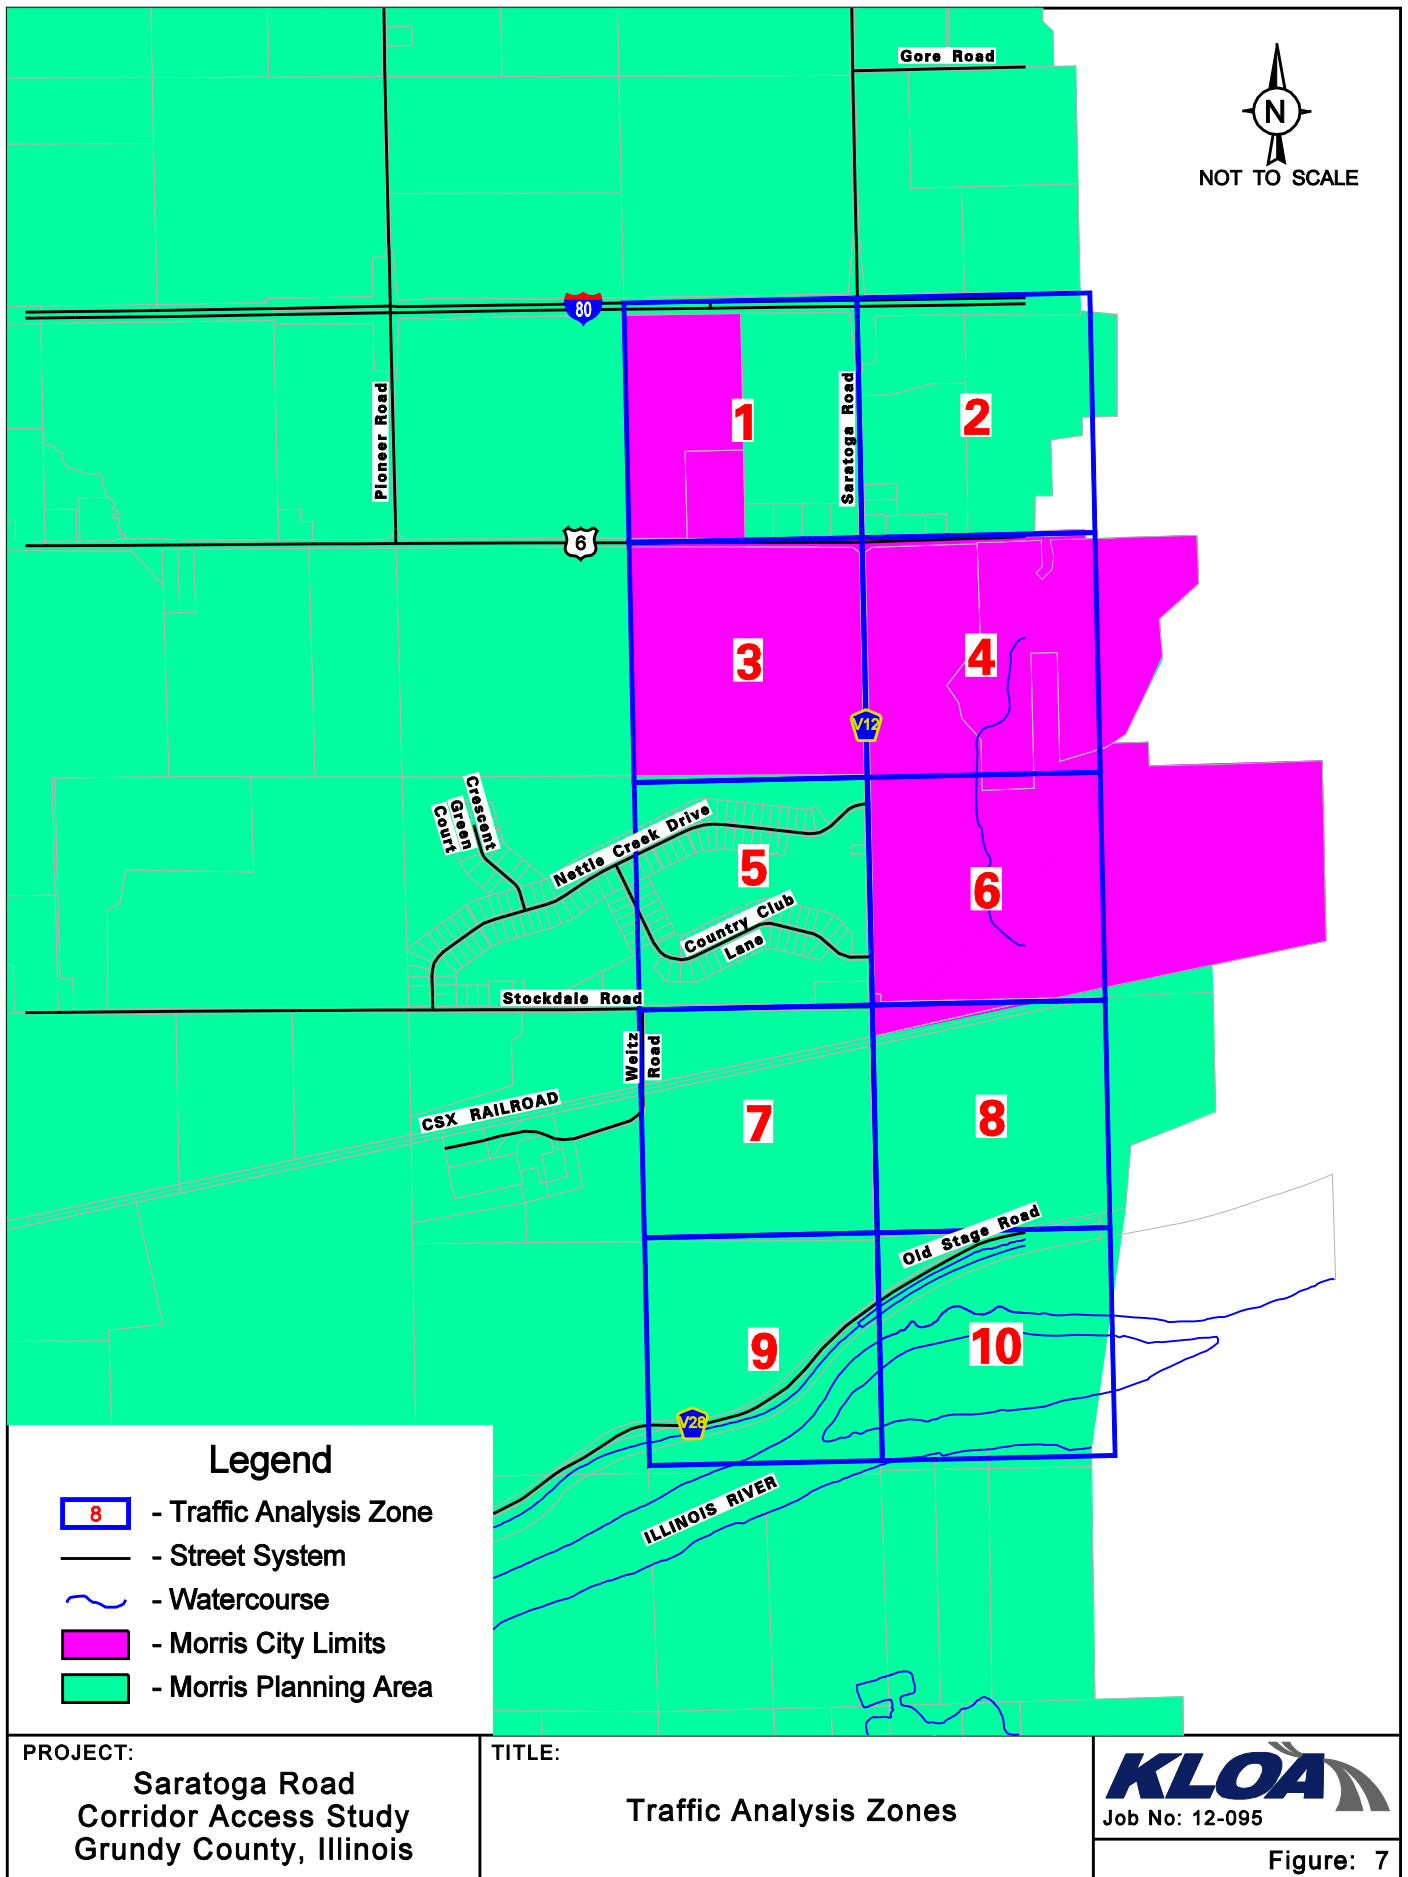 Gore Road
N
NOT TO SCALE
80
Pioneer Road
1
Saratoga Road
2
6
3
4
V12
Crescent
Green
Court
Nettle Creek Drive
5
6
Country Club
Lane
Stockdale Road
Weitz
Road
CSX RAILROAD
7
8
Old Stage Road
9
10
V28
ILLINOIS RIVER
Legend
8 - Traffic Analysis Zone
- Street System
- Watercourse
- Morris City Limits
- Morris Planning Area
PROJECT:
Saratoga Road
Corridor Access Study
Grundy County, Illinois
TITLE:
Traffic Analysis Zones
KLOA
Job No: 12-095
Figure: 7